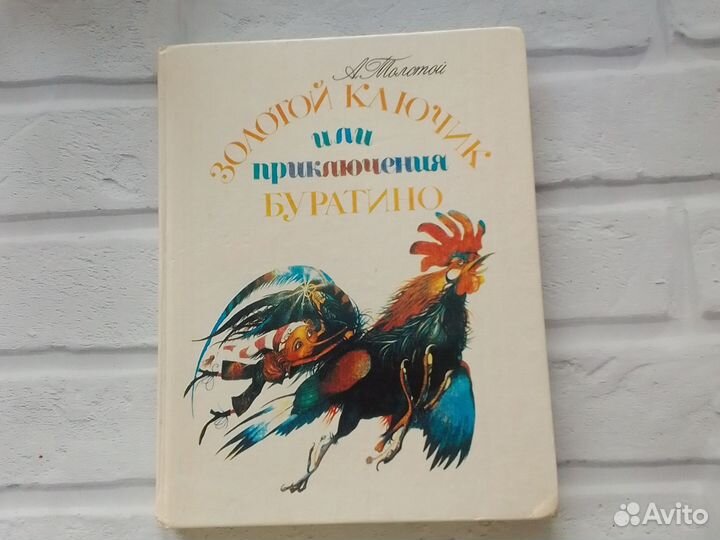 А. Толстой
ЗОЛОТОЙ КЛЮЧИК
или
приключения
БУРАТИНО
Avito